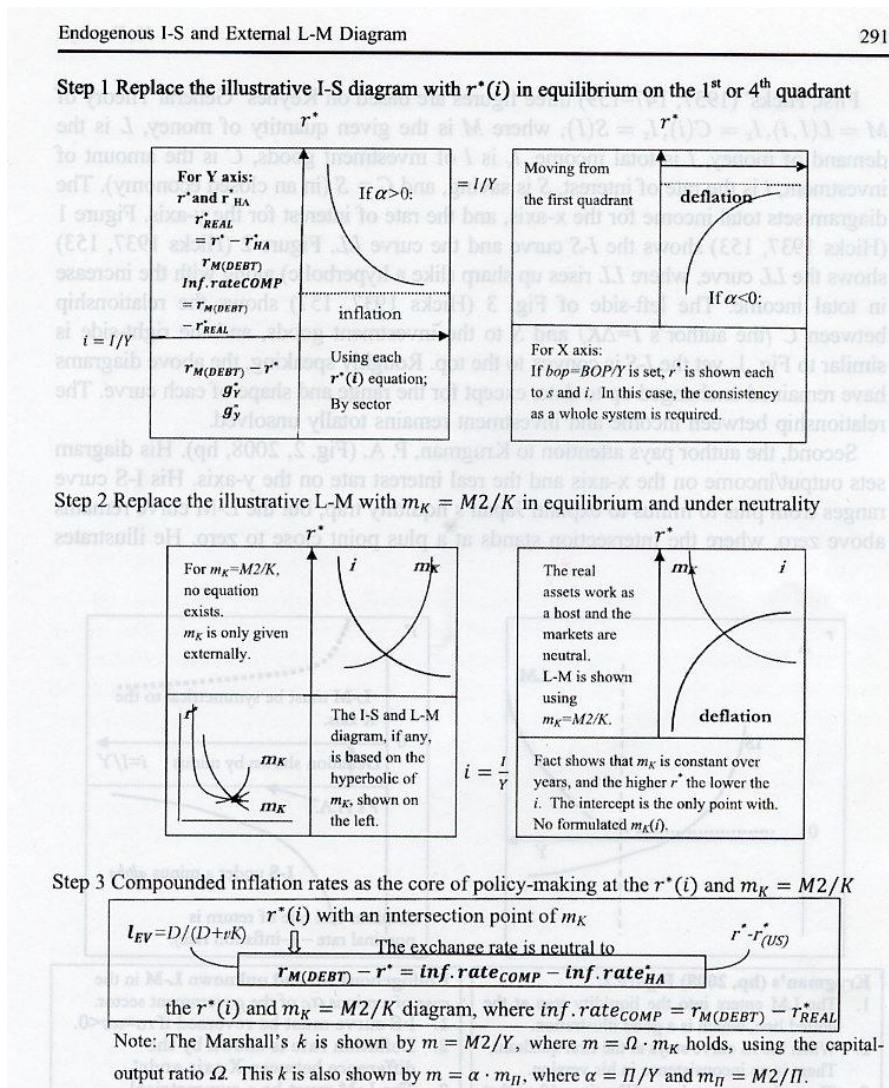 Endogenous I-S and External L-M Diagram 291
Step 1 Replace the illustrative I-S diagram with r*(i) in equilibrium on the 1st or 4th quadrant
r*
For Y axis:
r* and r*HA
r*REAL
= r* − r*HA
rM(DEBT)
Inf.rateCOMP
= rM(DEBT)
− r*REAL
i = I/Y
rM(DEBT) − r*
g*Y
g*y
If α>0:
inflation
Using each
r*(i) equation;
By sector
= I/Y
r*
Moving from
the first quadrant
deflation
If α<0:
For X axis:
If bop=BOP/Y is set, r* is shown each
to α and i. In this case, the consistency
as a whole system is required.
Step 2 Replace the illustrative L-M with mK = M2/K in equilibrium and under neutrality
r*
For mK=M2/K,
no equation
exists.
mK is only given
externally.
i mK
r*
mK
mK
The I-S and L-M
diagram, if any,
is based on the
hyperbolic of
mK, shown on
the left.
i = I/Y
r*
The real
assets work as
a host and the
markets are
neutral.
L-M is shown
using
mK=M2/K.
mK i
deflation
Fact shows that mK is constant over
years, and the higher r* the lower the
i. The intercept is the only point with.
No formulated mK(i).
Step 3 Compounded inflation rates as the core of policy-making at the r*(i) and mK = M2/K
r*(i) with an intersection point of mK
lEV=D/(D+vK) ⇩ The exchange rate is neutral to r*-r*(US)
rM(DEBT) − r* = inf.rateCOMP − inf.rate*HA
the r*(i) and mK = M2/K diagram, where inf.rateCOMP = rM(DEBT) − r*REAL
Note: The Marshall's k is shown by m = M2/Y, where m = Ω · mK holds, using the capital-
output ratio Ω. This k is also shown by m = α · mΠ, where α = Π/Y and mΠ = M2/Π.